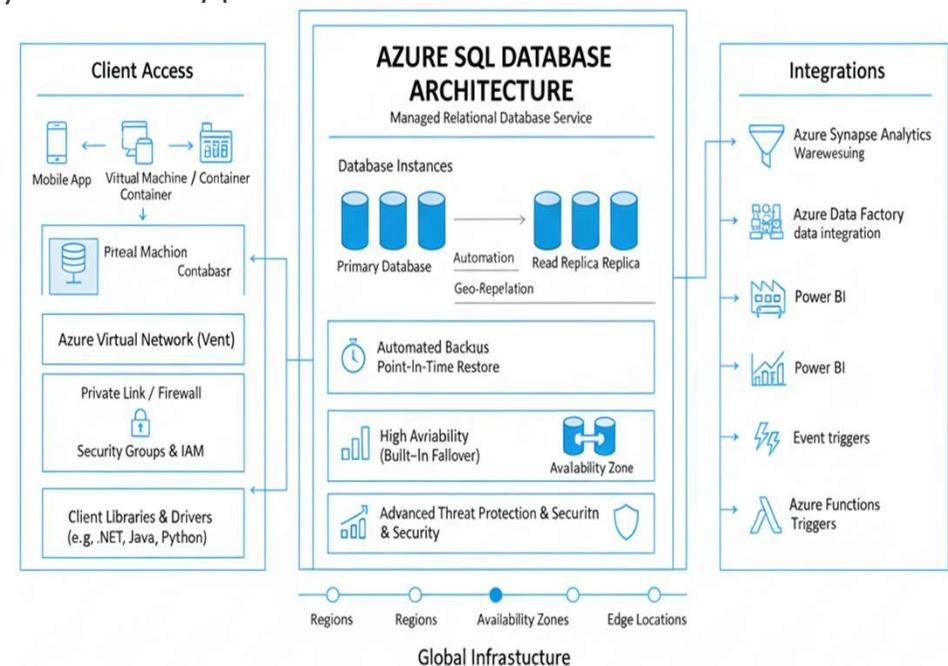 Client Access
Mobile App
Vittual Machine / Container
Container
Prteal Machion
Contabasr
Azure Virtual Network (Vent)
Private Link / Firewall
Security Groups & IAM
Client Libraries & Drivers
(e.g, .NET, Java, Python)
AZURE SQL DATABASE
ARCHITECTURE
Managed Relational Database Service
Database Instances
Primary Database
Automation
Read Replica Replica
Geo-Repelation
Automated Backus
Point-In-Time Restore
High Avriability
(Built-In Fallover)
Avalability Zone
Advanced Threat Protection & Securitn
& Security
Integrations
Azure Synapse Analytics
Warewesuing
Azure Data Factory
data integration
Power BI
Power BI
Event triggers
Azure Functions
Triggers
Regions
Regions
Availability Zones
Edge Locations
Global Infrastucture